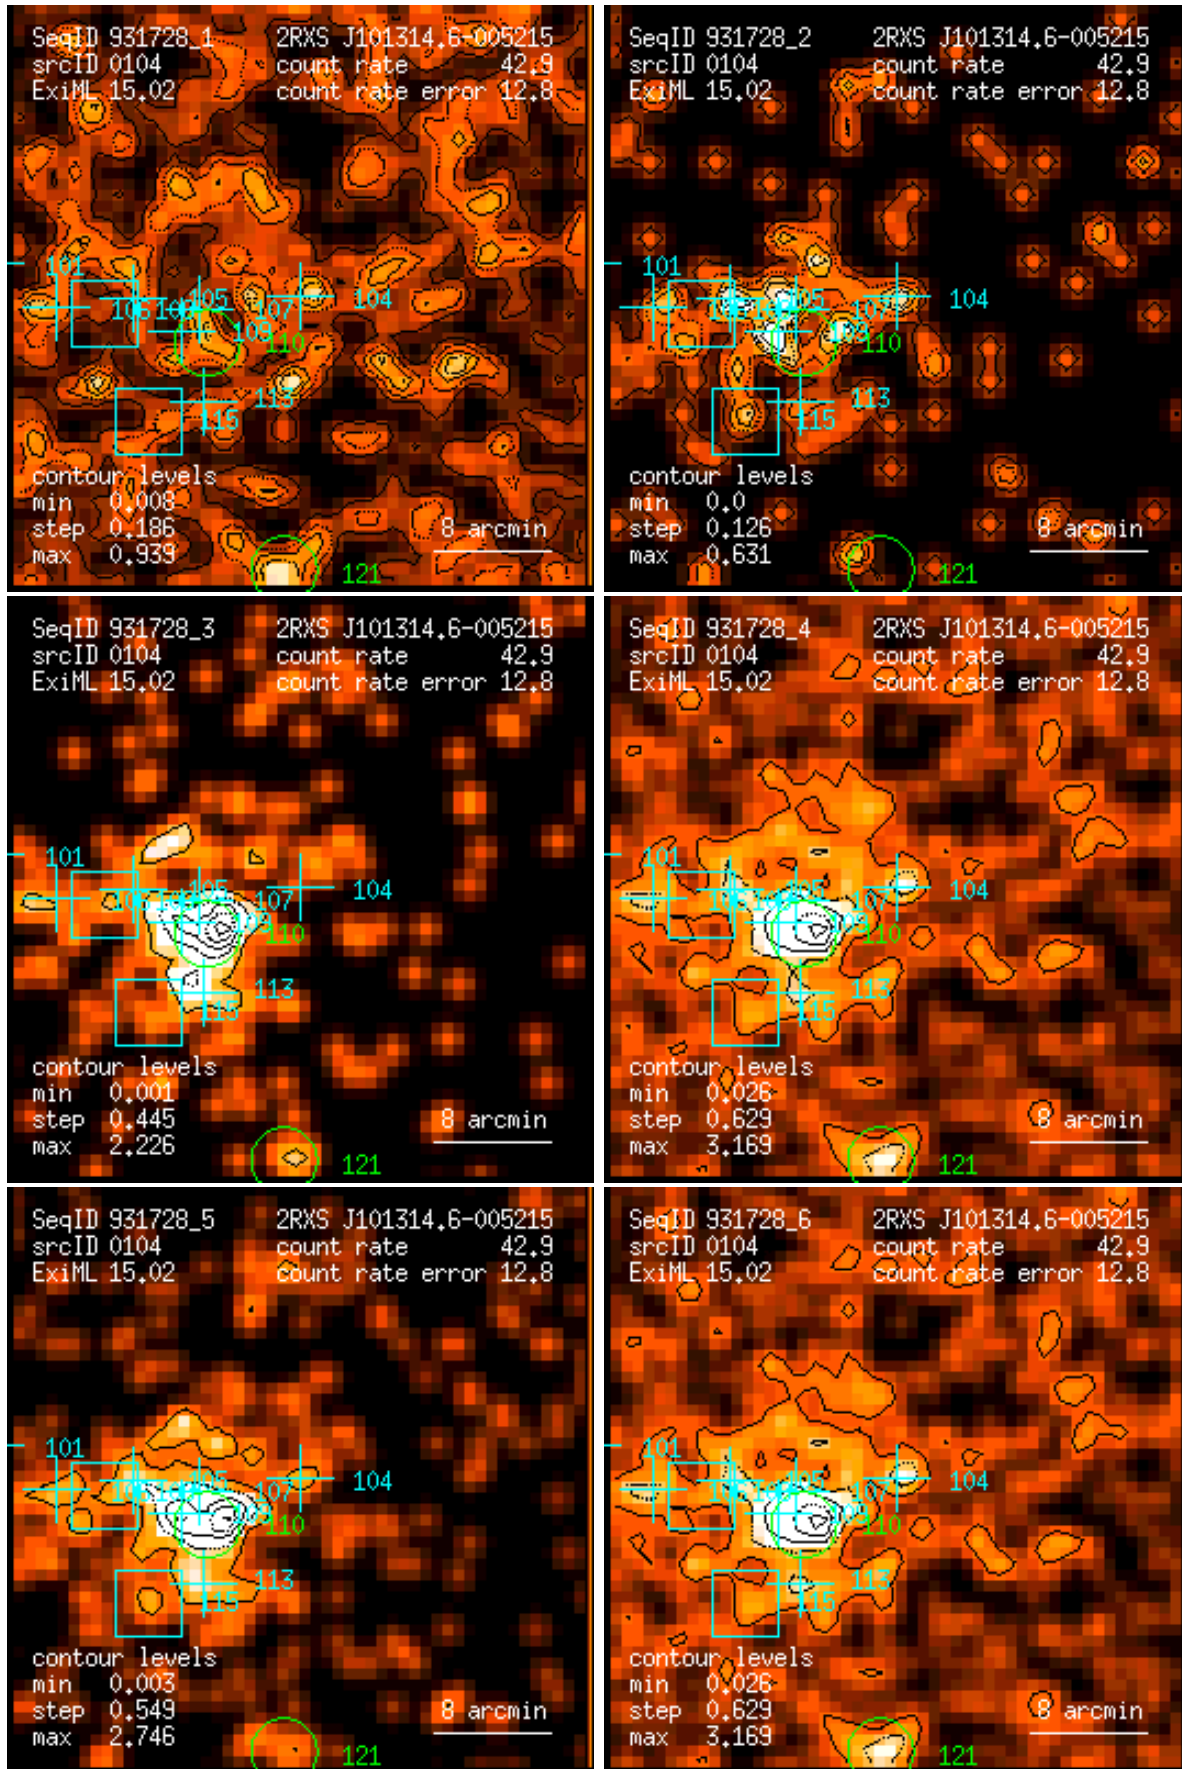 SeqID 931728_1 2RXS J101314.6-005215
srcID 0104 count rate 42.9
ExiML 15.02 count rate error 12.8
101
105
104
107
109
110
113
115
contour levels
min 0.008
step 0.186
max 0.939
8 arcmin
121
SeqID 931728_2 2RXS J101314.6-005215
srcID 0104 count rate 42.9
ExiML 15.02 count rate error 12.8
101
105
104
107
109
110
113
115
contour levels
min 0.0
step 0.126
max 0.631
8 arcmin
121
SeqID 931728_3 2RXS J101314.6-005215
srcID 0104 count rate 42.9
ExiML 15.02 count rate error 12.8
101
105
104
107
109
110
113
115
contour levels
min 0.001
step 0.445
max 2.226
8 arcmin
121
SeqID 931728_4 2RXS J101314.6-005215
srcID 0104 count rate 42.9
ExiML 15.02 count rate error 12.8
101
105
104
107
109
110
113
115
contour levels
min 0.026
step 0.629
max 3.169
8 arcmin
121
SeqID 931728_5 2RXS J101314.6-005215
srcID 0104 count rate 42.9
ExiML 15.02 count rate error 12.8
101
105
104
107
109
110
113
115
contour levels
min 0.003
step 0.549
max 2.746
8 arcmin
121
SeqID 931728_6 2RXS J101314.6-005215
srcID 0104 count rate 42.9
ExiML 15.02 count rate error 12.8
101
105
104
107
109
110
113
115
contour levels
min 0.026
step 0.629
max 3.169
8 arcmin
121